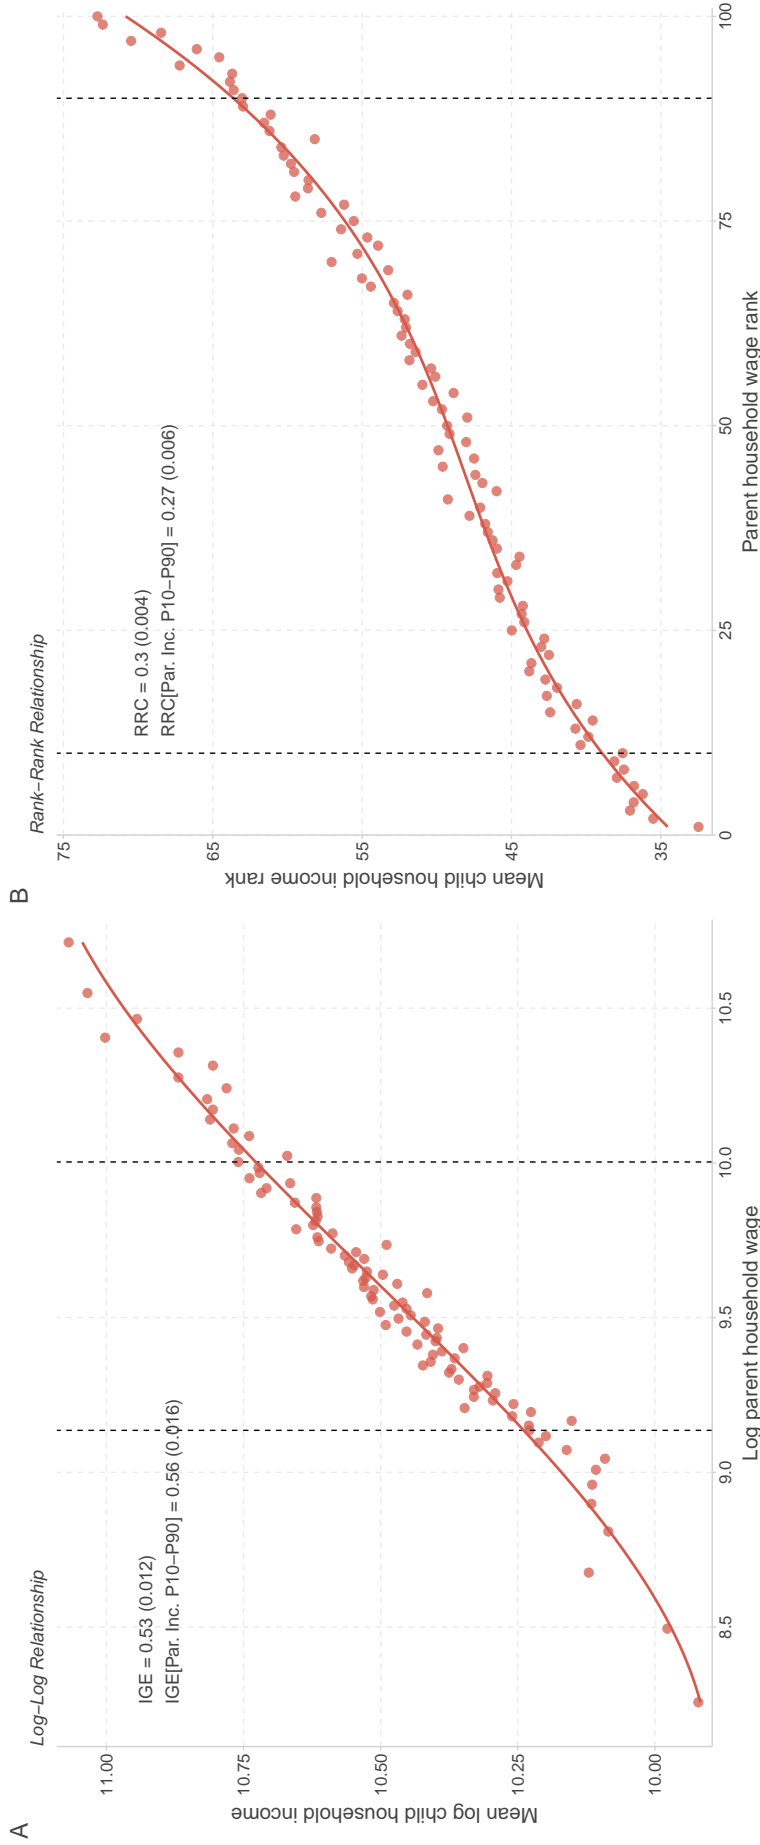 A
Log−Log Relationship
IGE = 0.53 (0.012)
IGE[Par. Inc. P10−P90] = 0.56 (0.016)
Mean log child household income
11.00
10.75
10.50
10.25
10.00
8.5
9.0
9.5
10.0
10.5
Log parent household wage
B
Rank−Rank Relationship
RRC = 0.3 (0.004)
RRC[Par. Inc. P10−P90] = 0.27 (0.006)
Mean child household income rank
75
65
55
45
35
0
25
50
75
100
Parent household wage rank